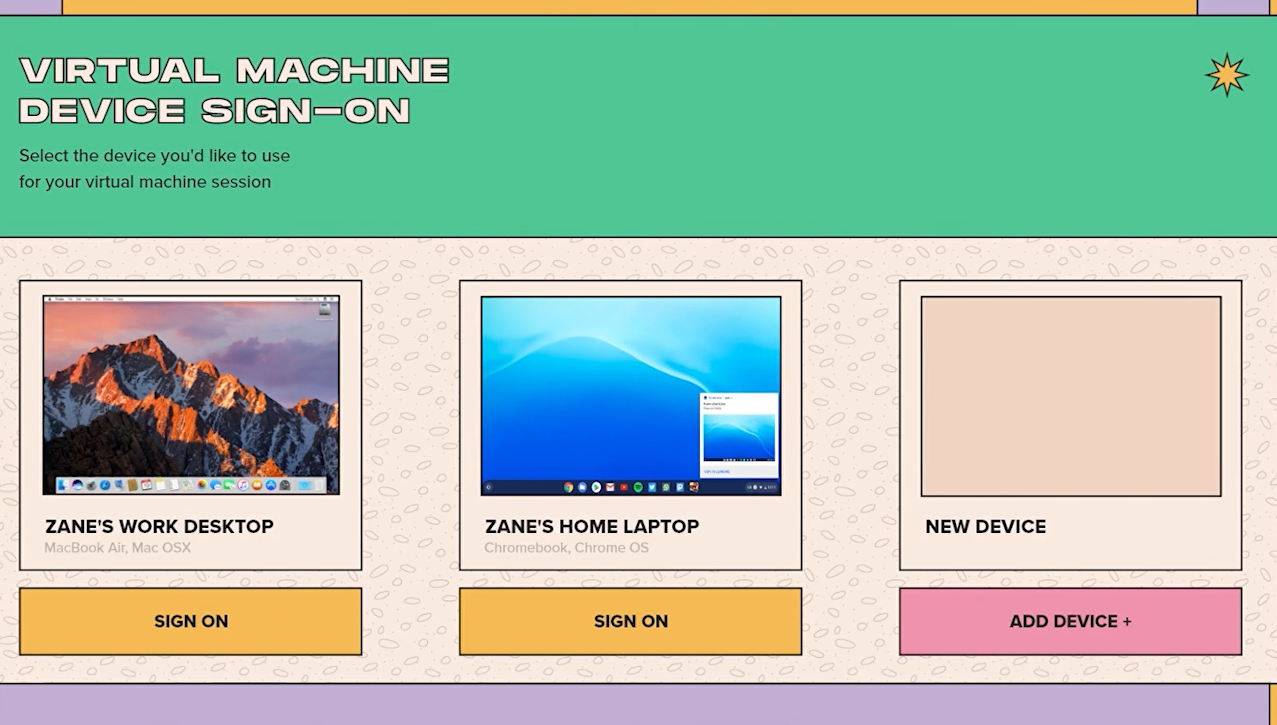 VIRTUAL MACHINE
DEVICE SIGN-ON
Select the device you'd like to use
for your virtual machine session
ZANE'S WORK DESKTOP
MacBook Air, Mac OSX
SIGN ON
ZANE'S HOME LAPTOP
Chromebook, Chrome OS
SIGN ON
NEW DEVICE
ADD DEVICE +